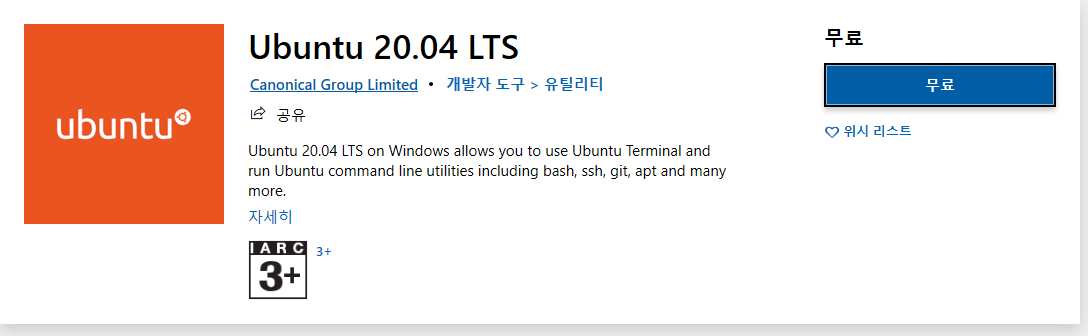 ubuntu
Ubuntu 20.04 LTS
Canonical Group Limited • 개발자 도구 > 유틸리티
공유
Ubuntu 20.04 LTS on Windows allows you to use Ubuntu Terminal and
run Ubuntu command line utilities including bash, ssh, git, apt and many
more.
자세히
IARC
3+
3+
무료
무료
위시 리스트